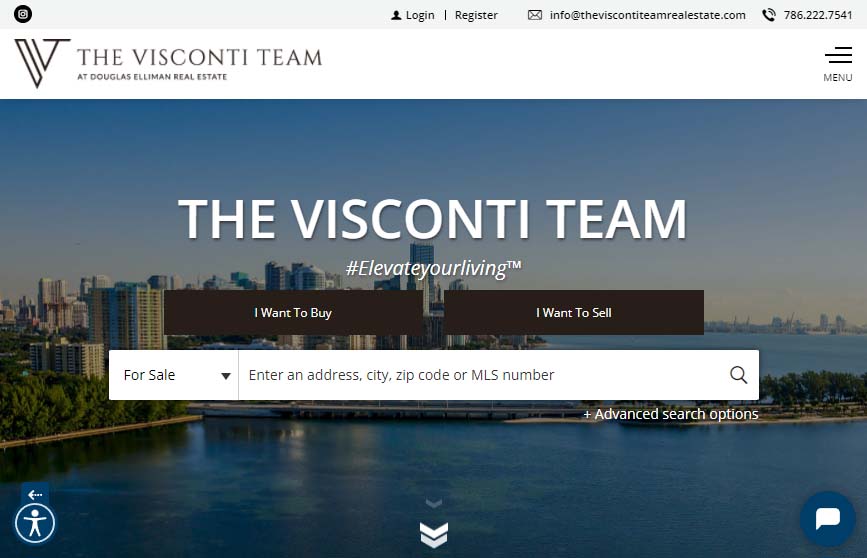 Login | Register
info@theviscontiteamrealestate.com
786.222.7541
THE VISCONTI TEAM
AT DOUGLAS ELLIMAN REAL ESTATE
MENU
THE VISCONTI TEAM
#Elevateyourliving™
I Want To Buy
I Want To Sell
For Sale
Enter an address, city, zip code or MLS number
+ Advanced search options